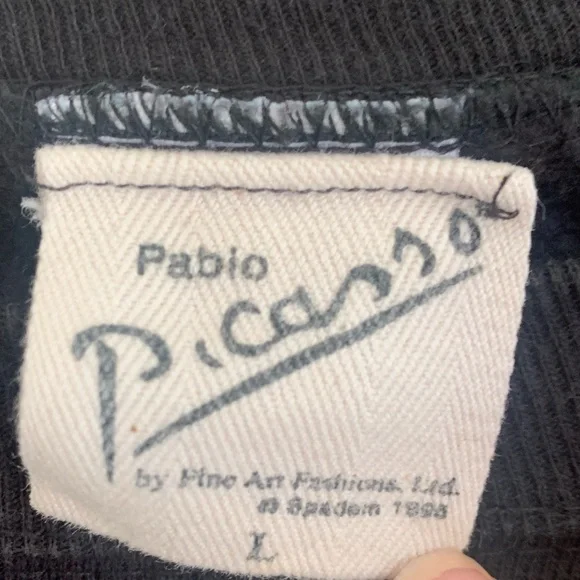 Pablo
Picasso
by Fine Art Fashions, Ltd.
© Spadem 1995
L